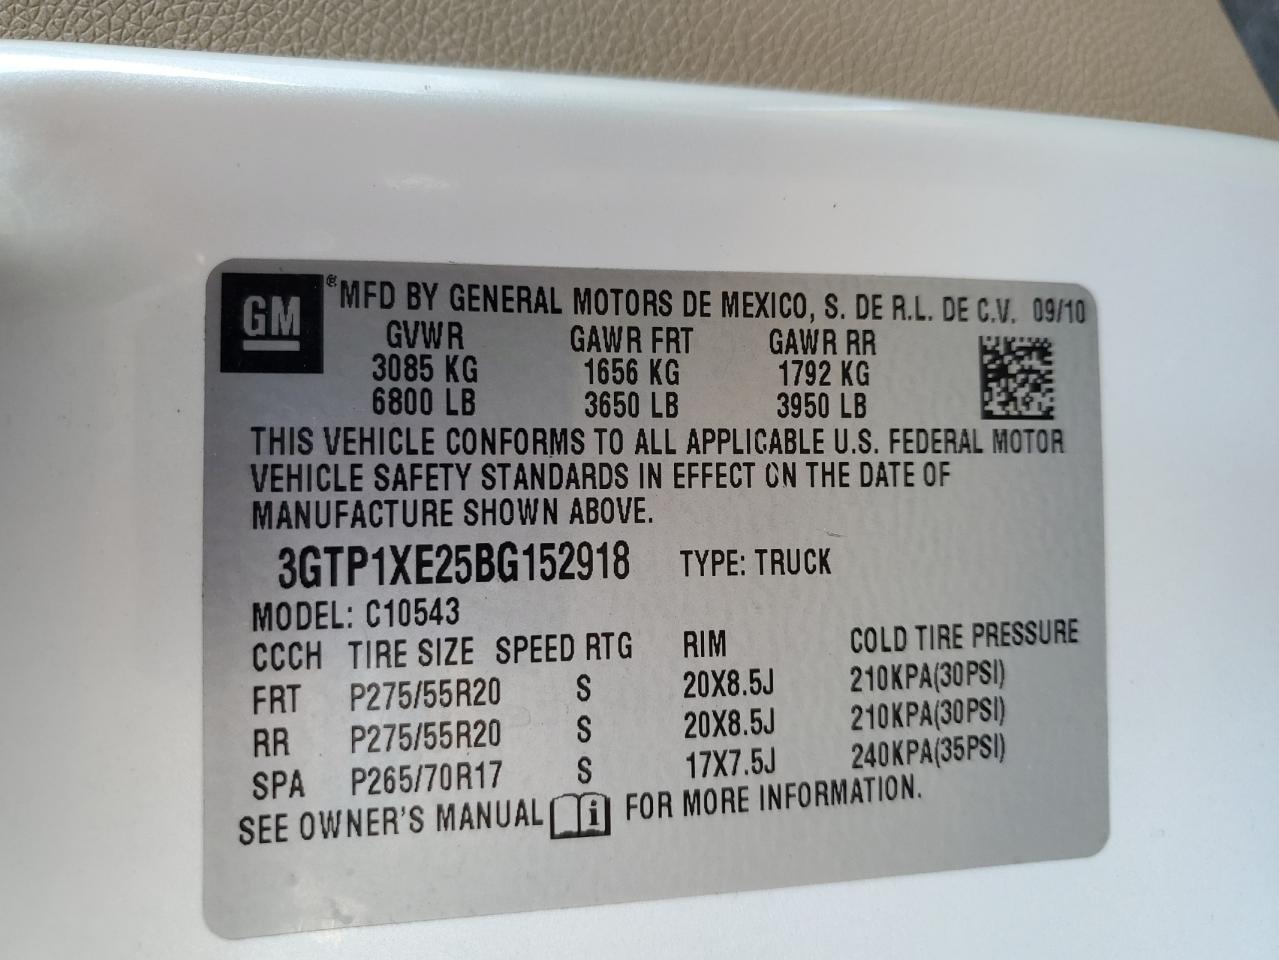 GM ® MFD BY GENERAL MOTORS DE MEXICO, S. DE R.L. DE C.V. 09/10
GVWR GAWR FRT GAWR RR
3085 KG 1656 KG 1792 KG
6800 LB 3650 LB 3950 LB
THIS VEHICLE CONFORMS TO ALL APPLICABLE U.S. FEDERAL MOTOR
VEHICLE SAFETY STANDARDS IN EFFECT ON THE DATE OF
MANUFACTURE SHOWN ABOVE.
3GTP1XE25BG152918 TYPE: TRUCK
MODEL: C10543
CCCH TIRE SIZE SPEED RTG RIM COLD TIRE PRESSURE
FRT P275/55R20 S 20X8.5J 210KPA(30PSI)
RR P275/55R20 S 20X8.5J 210KPA(30PSI)
SPA P265/70R17 S 17X7.5J 240KPA(35PSI)
SEE OWNER'S MANUAL i FOR MORE INFORMATION.